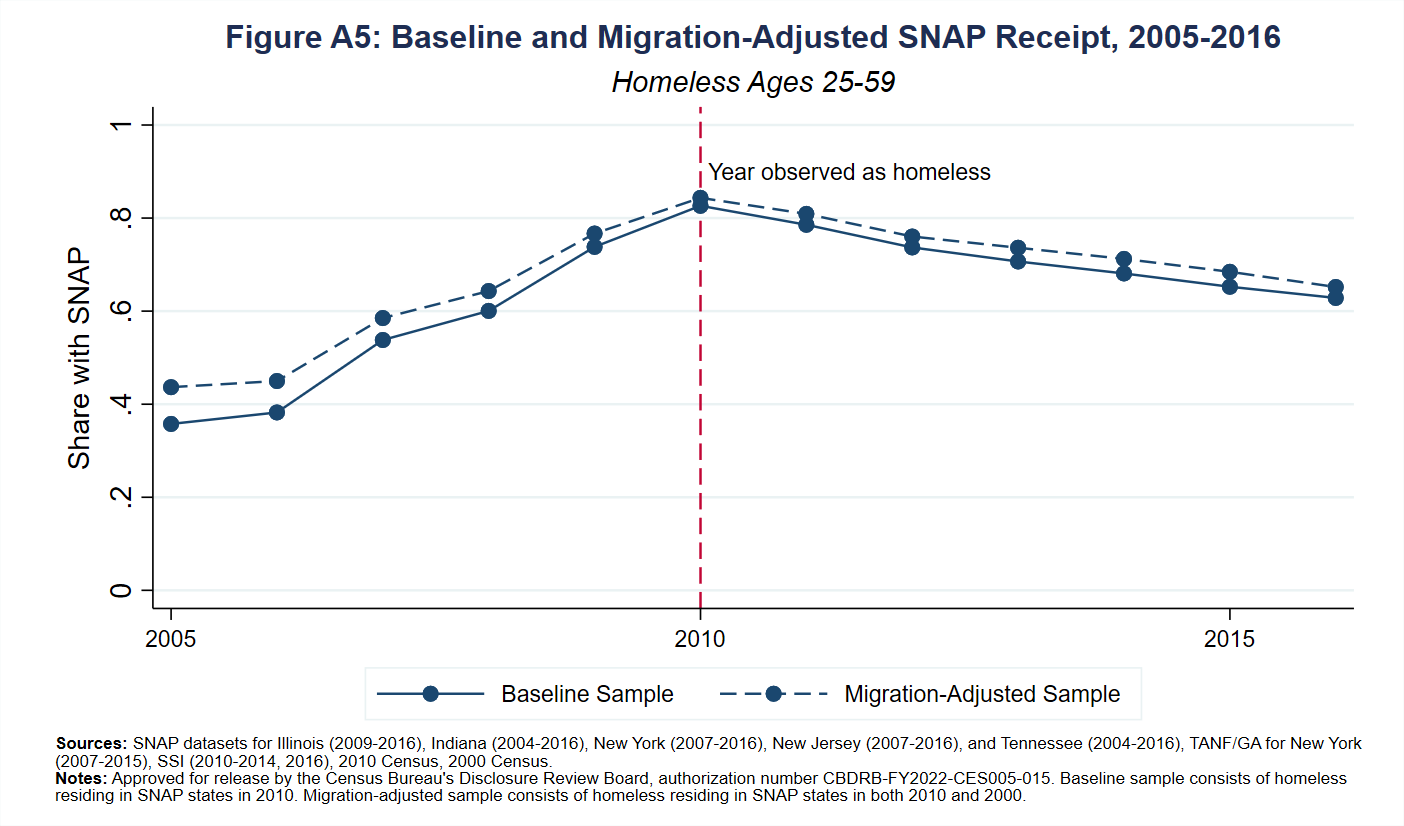 Figure A5: Baseline and Migration-Adjusted SNAP Receipt, 2005-2016
Homeless Ages 25-59
Share with SNAP
1
.8
.6
.4
.2
0
Year observed as homeless
2005
2010
2015
Baseline Sample
Migration-Adjusted Sample
Sources: SNAP datasets for Illinois (2009-2016), Indiana (2004-2016), New York (2007-2016), New Jersey (2007-2016), and Tennessee (2004-2016), TANF/GA for New York
(2007-2015), SSI (2010-2014, 2016), 2010 Census, 2000 Census.
Notes: Approved for release by the Census Bureau's Disclosure Review Board, authorization number CBDRB-FY2022-CES005-015. Baseline sample consists of homeless
residing in SNAP states in 2010. Migration-adjusted sample consists of homeless residing in SNAP states in both 2010 and 2000.